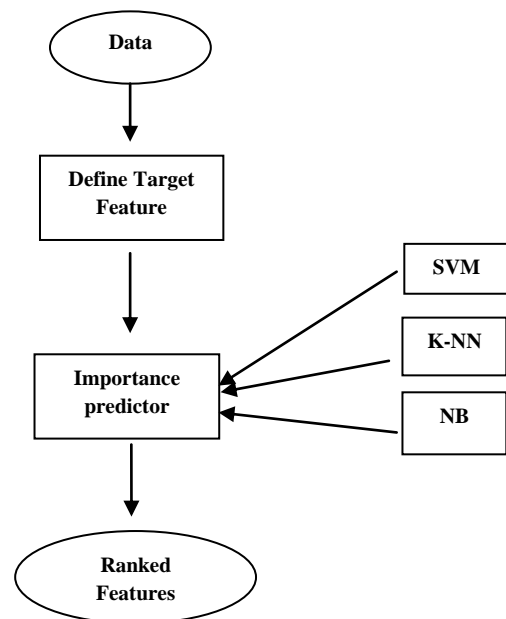 Data
Define Target
Feature
SVM
K-NN
Importance
predictor
NB
Ranked
Features